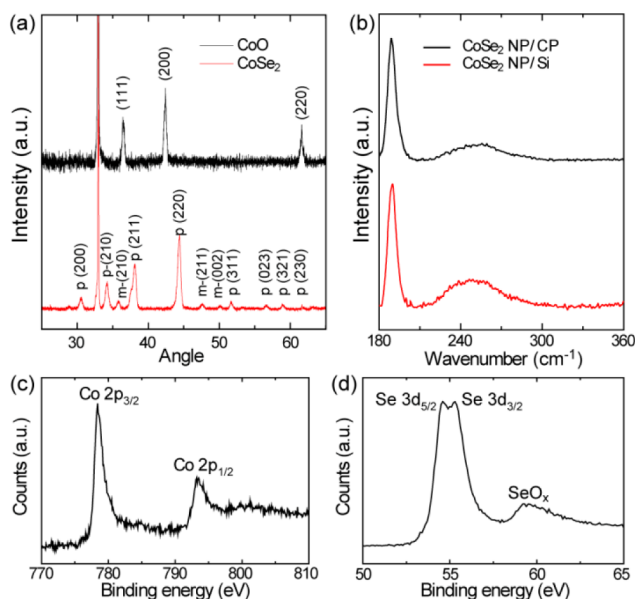 (a)
CoO
CoSe₂
(111)
(200)
(220)
p (200)
p-(210)
m-(210)
p (211)
p (220)
m-(211)
m-(002)
p (311)
p (023)
p (321)
p (230)
Intensity (a.u.)
30 40 50 60
Angle
(b)
CoSe₂ NP/ CP
CoSe₂ NP/ Si
Intensity (a.u.)
180 240 300 360
Wavenumber (cm⁻¹)
(c)
Co 2p₃/₂
Co 2p₁/₂
Counts (a.u.)
770 780 790 800 810
Binding energy (eV)
(d)
Se 3d₅/₂ Se 3d₃/₂
SeOₓ
Counts (a.u.)
50 55 60 65
Binding energy (eV)